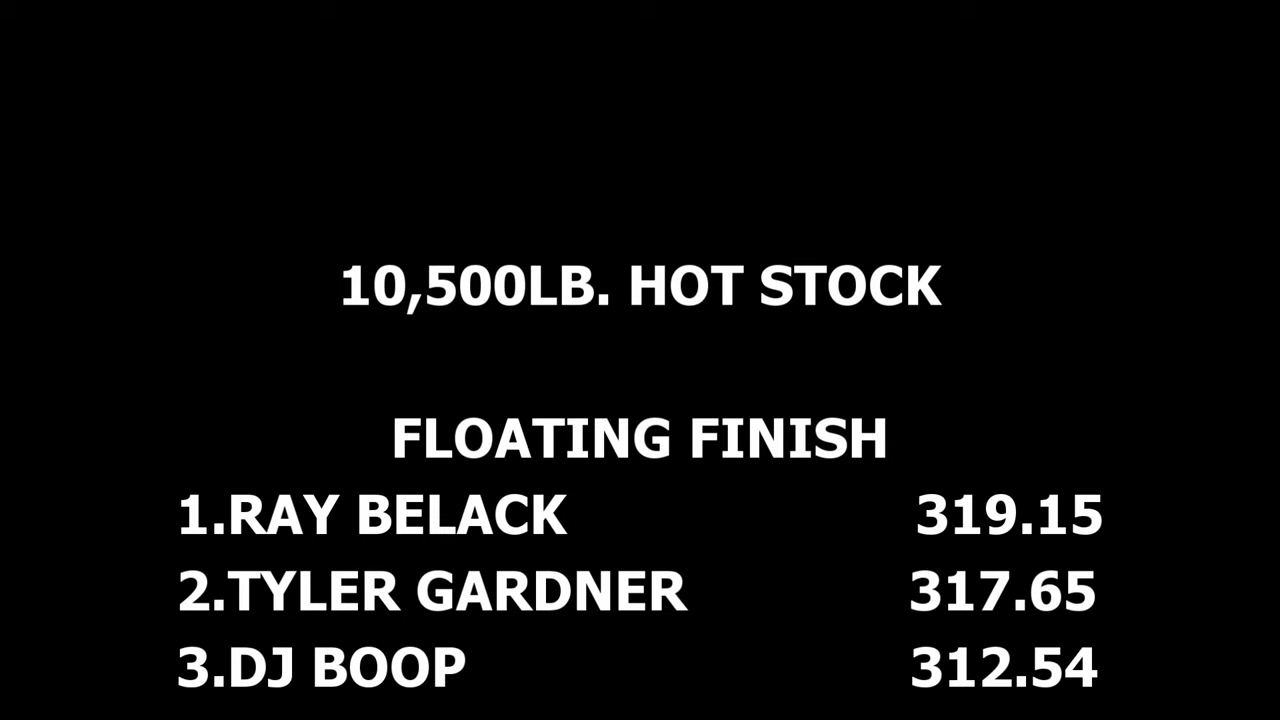 10,500LB. HOT STOCK
FLOATING FINISH
1.RAY BELACK 319.15
2.TYLER GARDNER 317.65
3.DJ BOOP 312.54